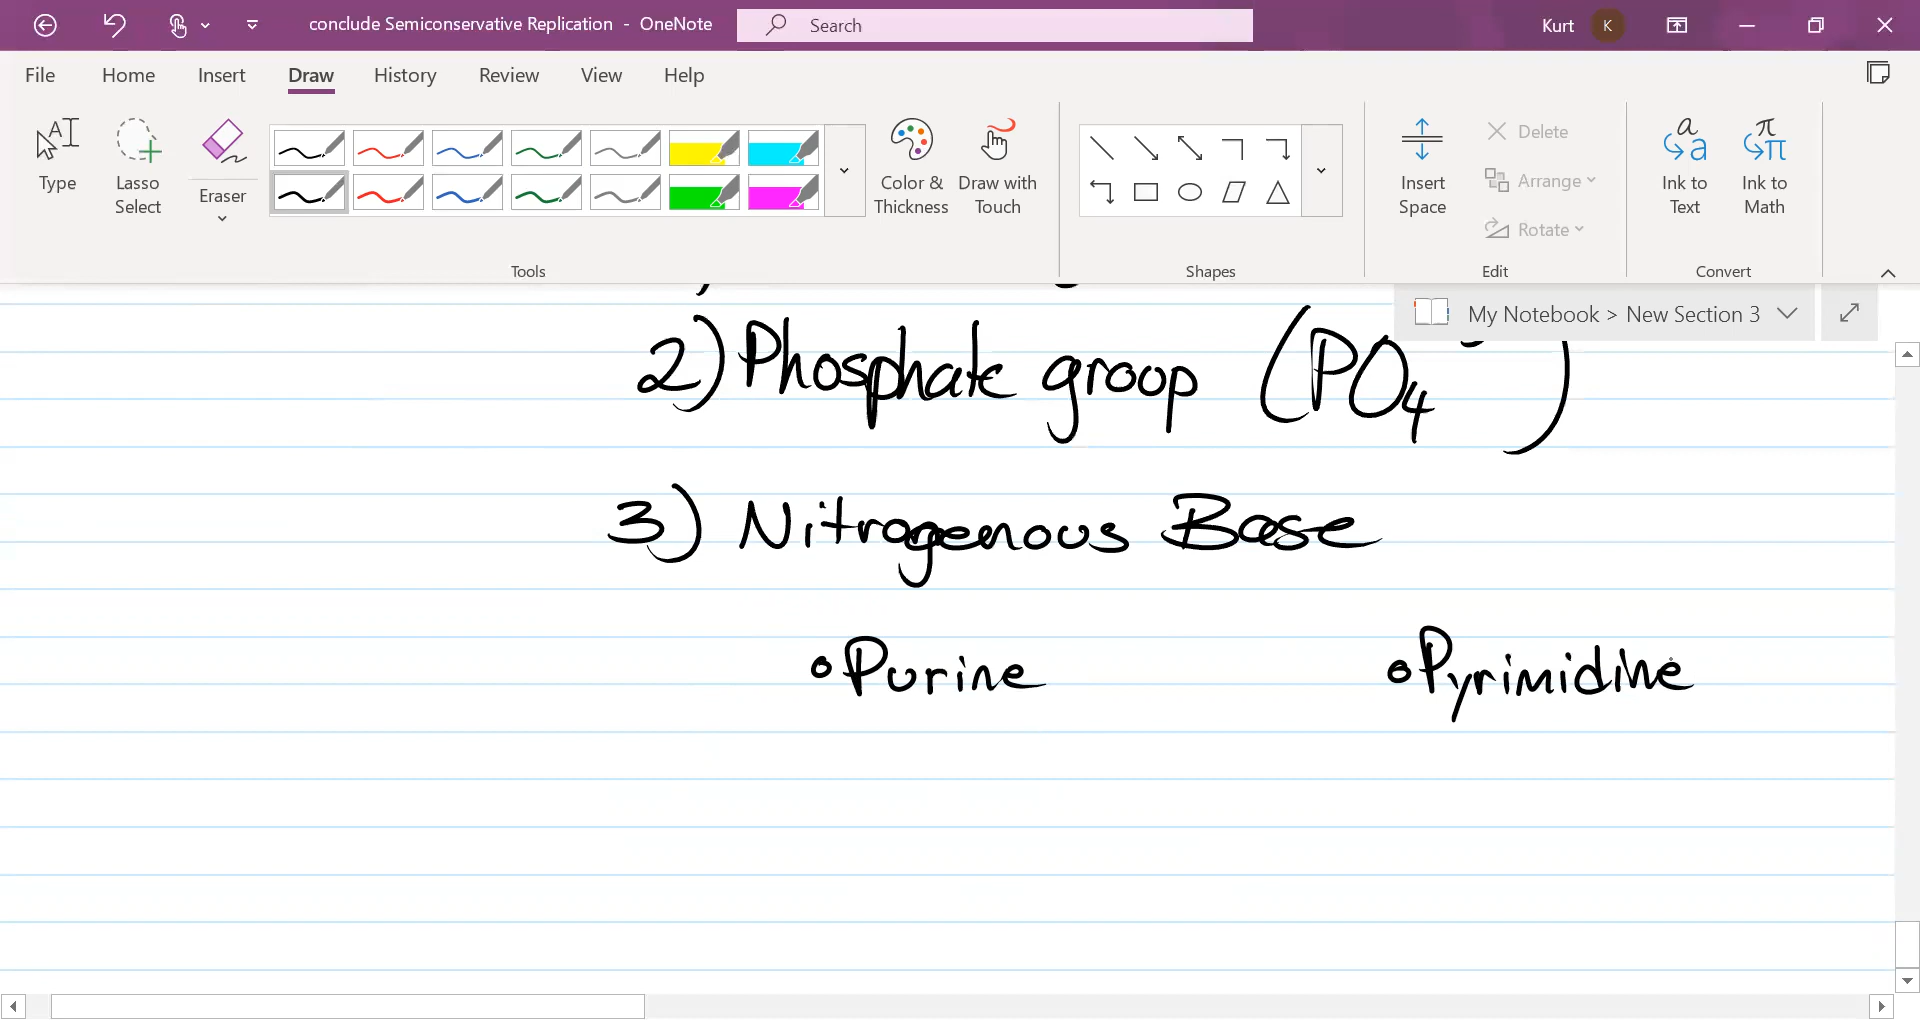 conclude Semiconservative Replication - OneNote
Search
Kurt
K
File Home Insert Draw History Review View Help
Type
Lasso Select
Eraser
Color & Thickness
Draw with Touch
Insert Space
Delete
Arrange
Rotate
Ink to Text
Ink to Math
Tools
Shapes
Edit
Convert
My Notebook > New Section 3
2) Phosphate group (PO4 )
3) Nitrogenous Base
Purine Pyrimidine